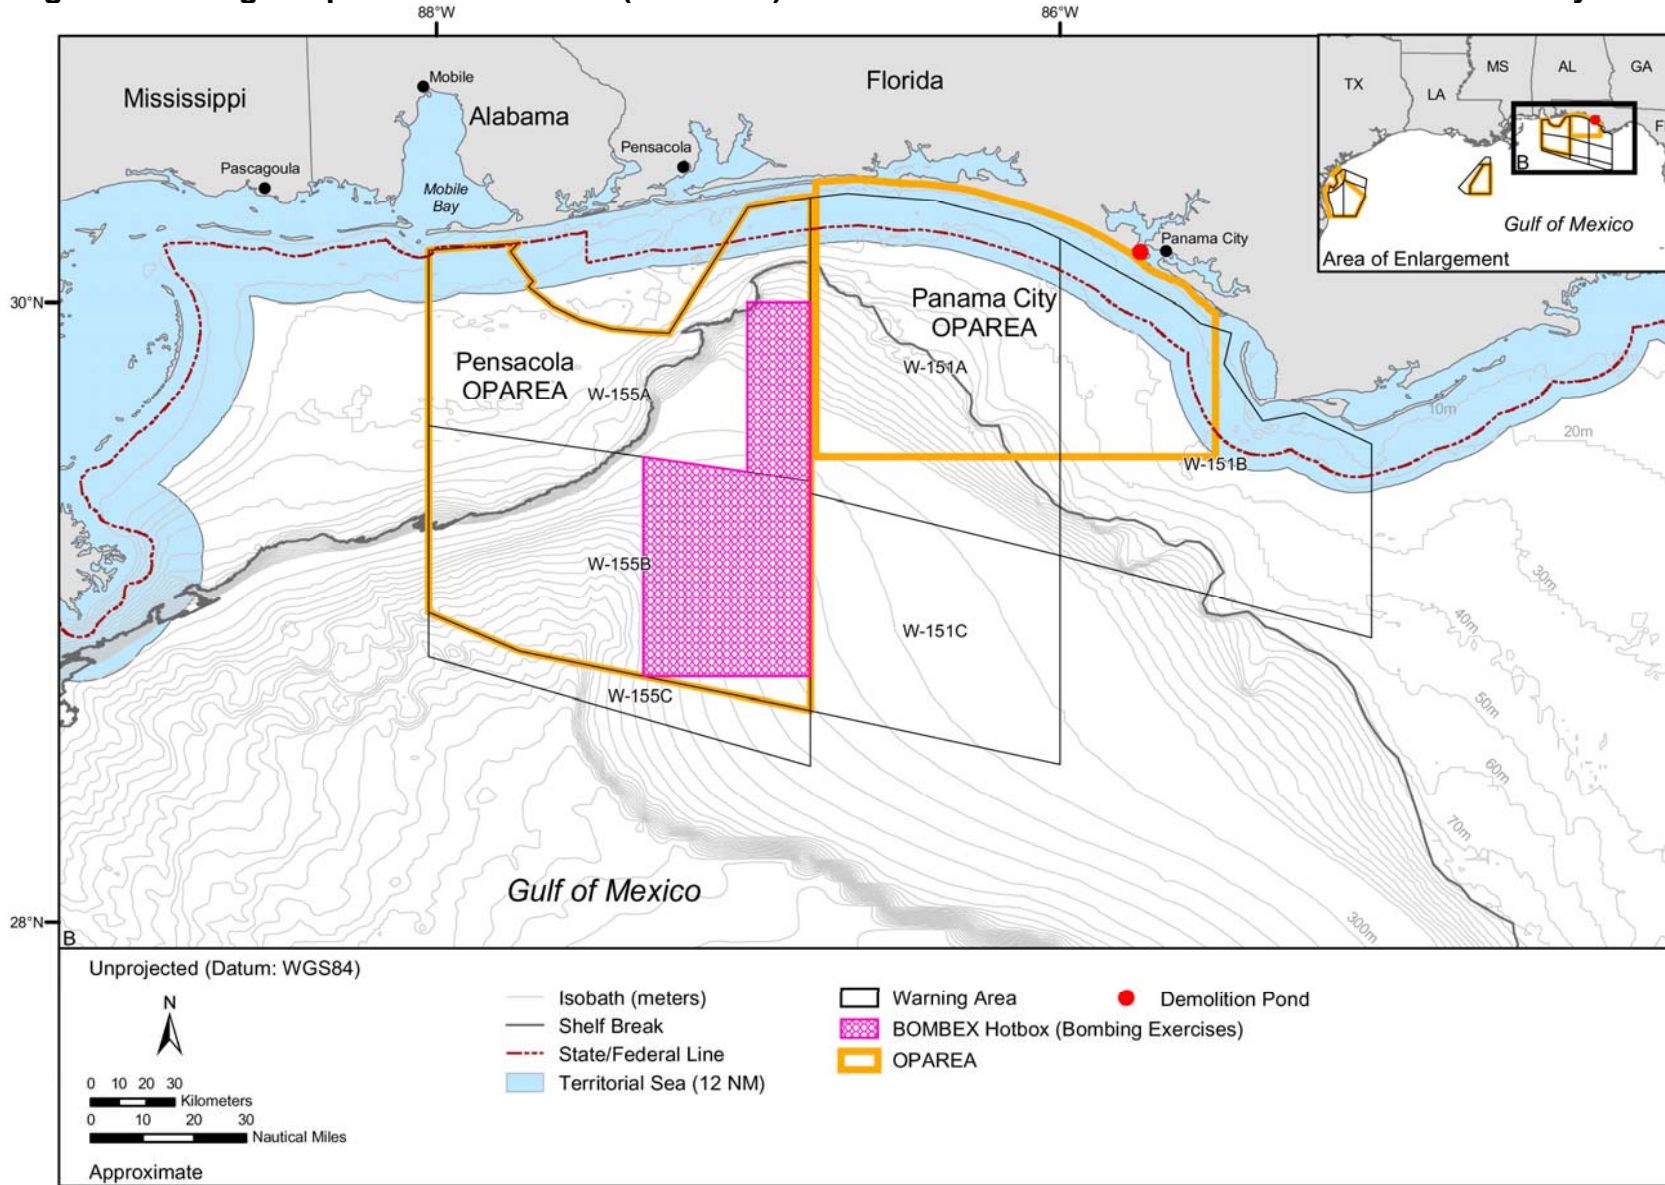 88°W
86°W
Mississippi
Mobile
Alabama
Florida
Pascagoula
Pensacola
Mobile
Bay
Panama City
TX
LA
MS
AL
GA
B
Gulf of Mexico
Area of Enlargement
30°N
Pensacola
OPAREA
Panama City
OPAREA
W-155A
W-151A
W-151B
10m
20m
W-155B
W-151C
W-155C
30m
40m
50m
60m
70m
300m
Gulf of Mexico
28°N
B
Unprojected (Datum: WGS84)
N
0 10 20 30
Kilometers
0 10 20 30
Nautical Miles
Approximate
Isobath (meters)
Shelf Break
State/Federal Line
Territorial Sea (12 NM)
Warning Area
BOMBEX Hotbox (Bombing Exercises)
OPAREA
Demolition Pond